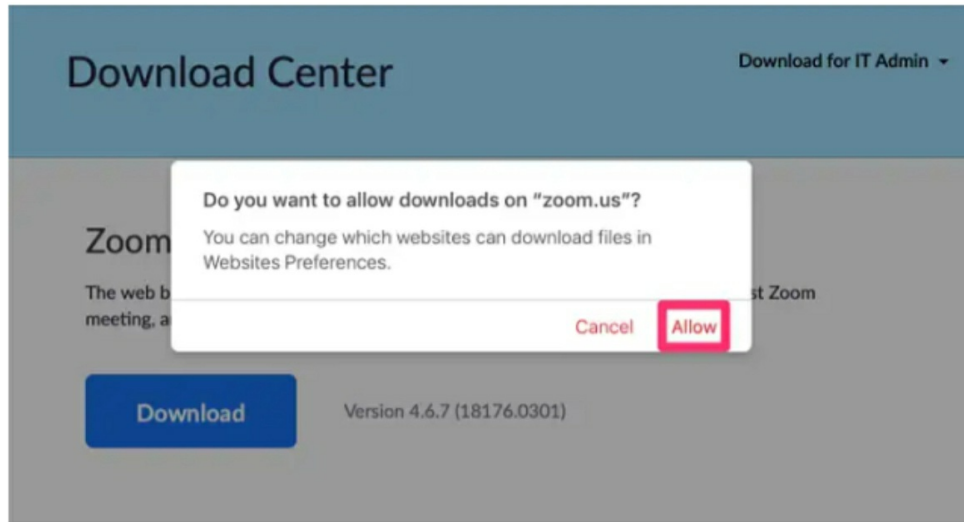 Download Center
Download for IT Admin
Do you want to allow downloads on “zoom.us”?
You can change which websites can download files in
Websites Preferences.
Cancel
Allow
Zoom
The web b
st Zoom
meeting, a
Download
Version 4.6.7 (18176.0301)